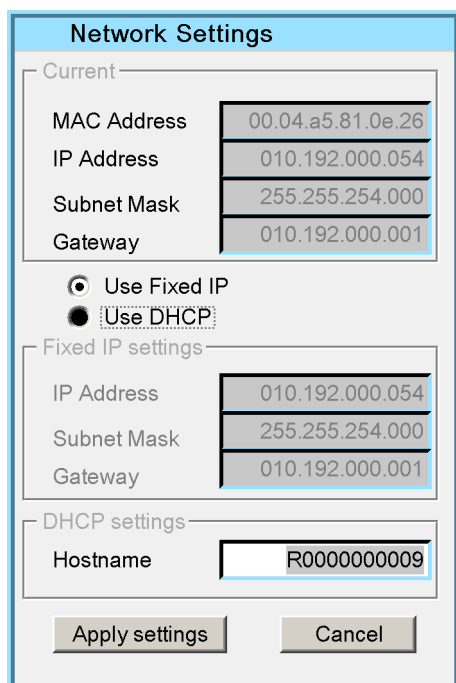 Network Settings
Current
MAC Address 00.04.a5.81.0e.26
IP Address 010.192.000.054
Subnet Mask 255.255.254.000
Gateway 010.192.000.001
Use Fixed IP
Use DHCP
Fixed IP settings
IP Address 010.192.000.054
Subnet Mask 255.255.254.000
Gateway 010.192.000.001
DHCP settings
Hostname R0000000009
Apply settings Cancel